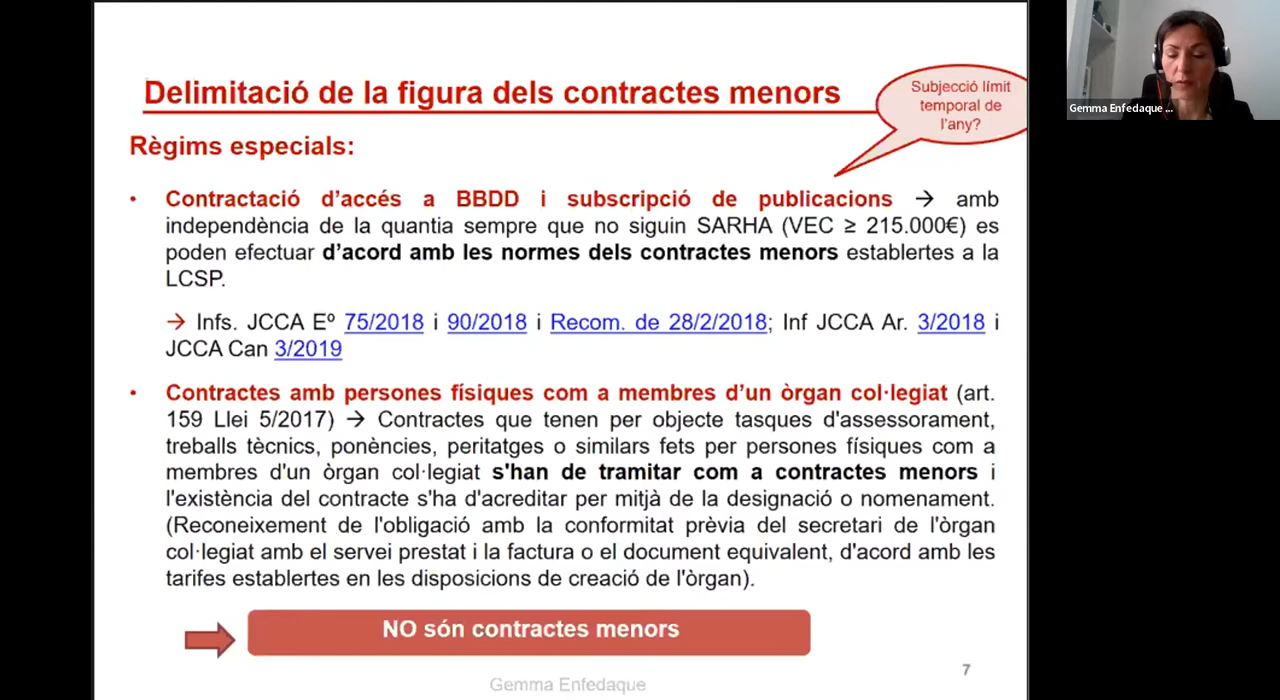 Delimitació de la figura dels contractes menors
Subjecció límit
temporal de
l'any?
Règims especials:
• Contractació d'accés a BBDD i subscripció de publicacions → amb
independència de la quantia sempre que no siguin SARHA (VEC ≥ 215.000€) es
poden efectuar d'acord amb les normes dels contractes menors establertes a la
LCSP.
→ Infs. JCCA Eº 75/2018 i 90/2018 i Recom. de 28/2/2018; Inf JCCA Ar. 3/2018 i
JCCA Can 3/2019
• Contractes amb persones físiques com a membres d'un òrgan col·legiat (art.
159 Llei 5/2017) → Contractes que tenen per objecte tasques d'assessorament,
treballs tècnics, ponències, peritatges o similars fets per persones físiques com a
membres d'un òrgan col·legiat s'han de tramitar com a contractes menors i
l'existència del contracte s'ha d'acreditar per mitjà de la designació o nomenament.
(Reconeixement de l'obligació amb la conformitat prèvia del secretari de l'òrgan
col·legiat amb el servei prestat i la factura o el document equivalent, d'acord amb les
tarifes establertes en les disposicions de creació de l'òrgan).
NO són contractes menors
7
Gemma Enfedaque
Gemma Enfedaque ...